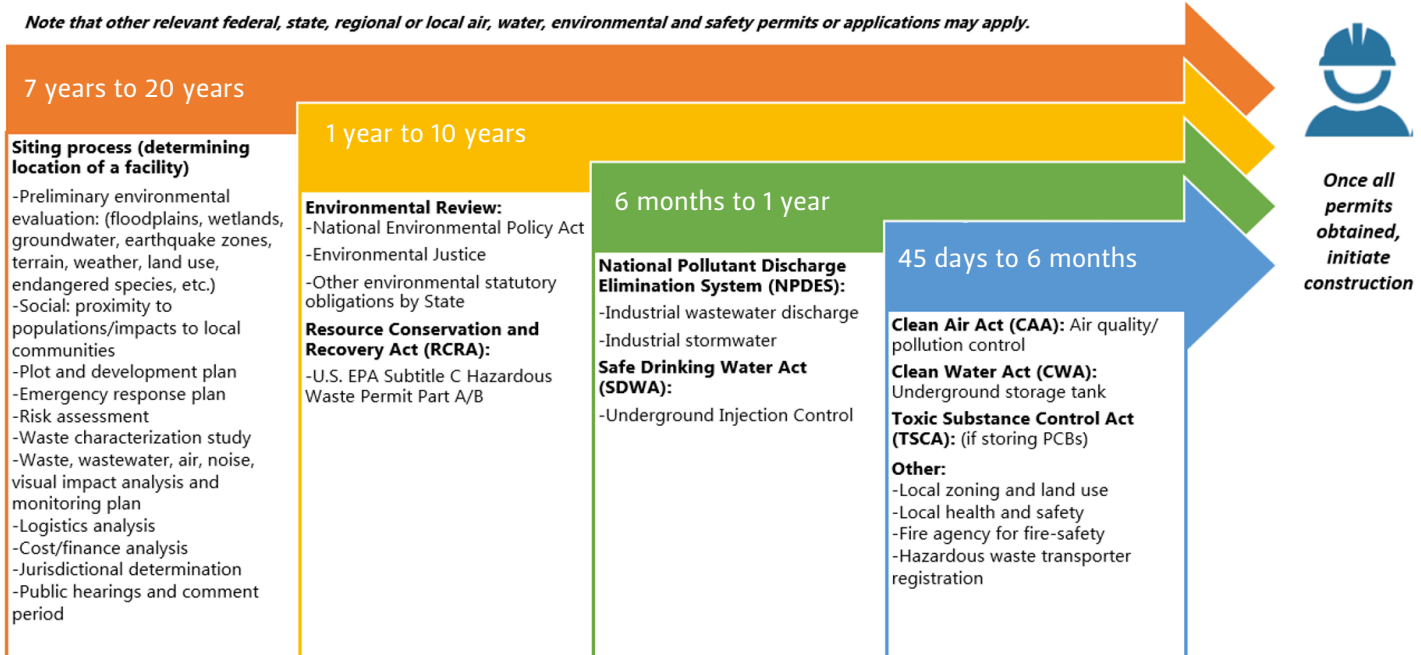 Note that other relevant federal, state, regional or local air, water, environmental and safety permits or applications may apply.
7 years to 20 years
Siting process (determining
location of a facility)
-Preliminary environmental
evaluation: (floodplains, wetlands,
groundwater, earthquake zones,
terrain, weather, land use,
endangered species, etc.)
-Social: proximity to
populations/impacts to local
communities
-Plot and development plan
-Emergency response plan
-Risk assessment
-Waste characterization study
-Waste, wastewater, air, noise,
visual impact analysis and
monitoring plan
-Logistics analysis
-Cost/finance analysis
-Jurisdictional determination
-Public hearings and comment
period
1 year to 10 years
Environmental Review:
-National Environmental Policy Act
-Environmental Justice
-Other environmental statutory
obligations by State
Resource Conservation and
Recovery Act (RCRA):
-U.S. EPA Subtitle C Hazardous
Waste Permit Part A/B
6 months to 1 year
National Pollutant Discharge
Elimination System (NPDES):
-Industrial wastewater discharge
-Industrial stormwater
Safe Drinking Water Act
(SDWA):
-Underground Injection Control
45 days to 6 months
Clean Air Act (CAA): Air quality/
pollution control
Clean Water Act (CWA):
Underground storage tank
Toxic Substance Control Act
(TSCA): (if storing PCBs)
Other:
-Local zoning and land use
-Local health and safety
-Fire agency for fire-safety
-Hazardous waste transporter
registration
Once all
permits
obtained,
initiate
construction